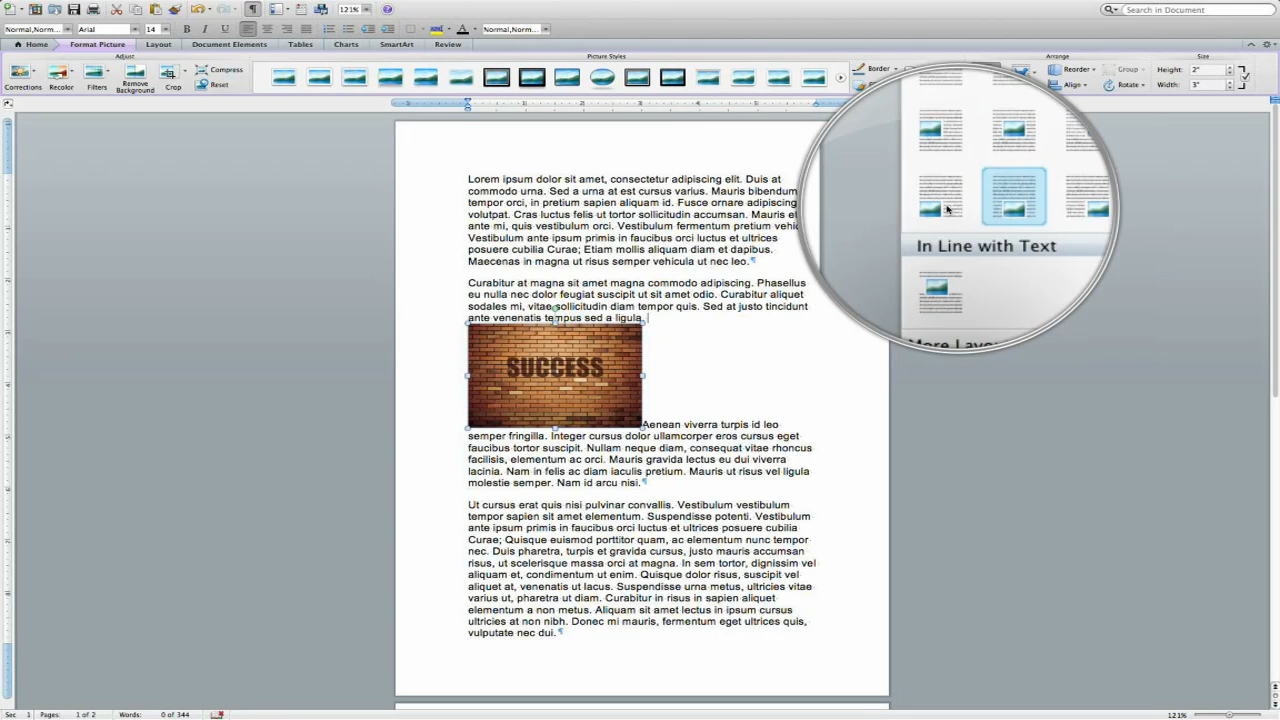 121%
Search in Document
Normal,Norm... Arial 14 B I U A Normal,Norm...
Home Format Picture Layout Document Elements Tables Charts SmartArt Review
Adjust Picture Styles Arrange Size
Corrections Recolor Filters Remove Background Crop Compress Reset
Border Reorder Group Height: 2"
Align Rotate Width: 3"
Lorem ipsum dolor sit amet, consectetur adipiscing elit. Duis at
commodo urna. Sed a urna at est cursus varius. Mauris bibendum
tempor orci, in pretium sapien aliquam id. Fusce ornare adipiscing
volutpat. Cras luctus felis ut tortor sollicitudin accumsan. Mauris et
ante mi, quis vestibulum orci. Vestibulum fermentum pretium
Vestibulum ante ipsum primis in faucibus orci luctus et ultrices
posuere cubilia Curae; Etiam mollis aliquam diam et dapibus.
Maecenas in magna ut risus semper vehicula ut nec leo.¶
Curabitur at magna sit amet magna commodo adipiscing. Phasellus
eu nulla nec dolor feugiat suscipit ut sit amet odio. Curabitur aliquet
sodales mi, vitae sollicitudin diam tempor quis. Sed at justo tincidunt
ante venenatis tempus sed a ligula.
SUCCESS
Aenean viverra turpis id leo
semper fringilla. Integer cursus dolor ullamcorper eros cursus eget
faucibus tortor suscipit. Nullam neque diam, consequat vitae rhoncus
facilisis, elementum ac orci. Mauris gravida lectus eu dui viverra
lacinia. Nam in felis ac diam iaculis pretium. Mauris ut risus vel ligula
molestie semper. Nam id arcu nisi.¶
Ut cursus erat quis nisi pulvinar convallis. Vestibulum vestibulum
tempor sapien sit amet elementum. Suspendisse potenti. Vestibulum
ante ipsum primis in faucibus orci luctus et ultrices posuere cubilia
Curae; Quisque euismod porttitor quam, ac elementum nunc tempor
nec. Duis pharetra, turpis et gravida cursus, justo mauris accumsan
risus, ut scelerisque massa orci at magna. In sem tortor, dignissim vel
aliquam et, condimentum ut enim. Quisque dolor risus, suscipit vel
aliquet at, venenatis ut lacus. Suspendisse urna metus, ultricies vitae
varius ut, pharetra ut diam. Curabitur in risus in sapien aliquet
elementum a non metus. Aliquam sit amet lectus in ipsum cursus
ultricies at non nibh. Donec mi mauris, fermentum eget ultrices quis,
vulputate nec dui.¶
In Line with Text
More
Sec 1 Pages: 1 of 2 Words: 0 of 344 121%